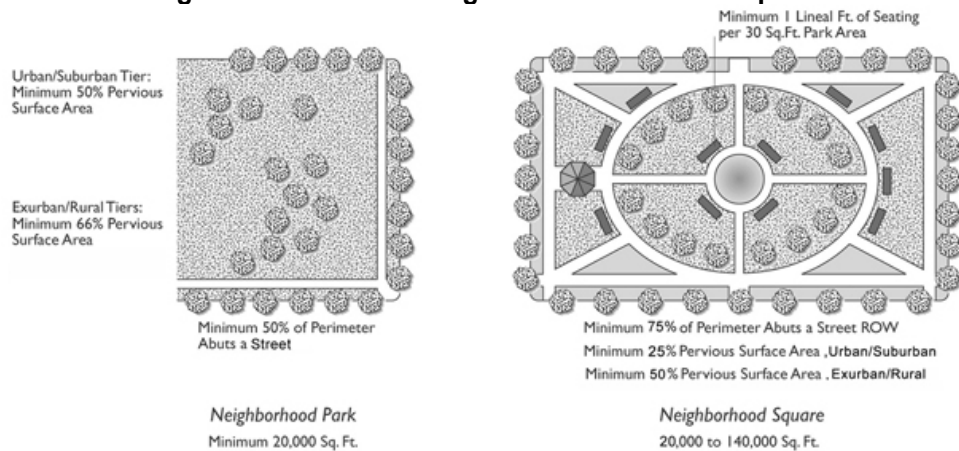 Minimum 1 Lineal Ft. of Seating
per 30 Sq.Ft. Park Area
Urban/Suburban Tier:
Minimum 50% Pervious
Surface Area
Exurban/Rural Tiers:
Minimum 66% Pervious
Surface Area
Minimum 50% of Perimeter
Abuts a Street
Minimum 75% of Perimeter Abuts a Street ROW
Minimum 25% Pervious Surface Area ,Urban/Suburban
Minimum 50% Pervious Surface Area , Exurban/Rural
Neighborhood Park
Minimum 20,000 Sq. Ft.
Neighborhood Square
20,000 to 140,000 Sq. Ft.